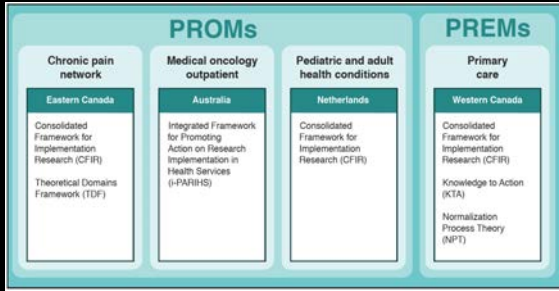 PROMs
PREMs
Chronic pain
network
Eastern Canada
Consolidated
Framework for
Implementation
Research (CFIR)
Theoretical Domains
Framework (TDF)
Medical oncology
outpatient
Australia
Integrated Framework
for Promoting
Action on Research
Implementation in
Health Services
(i-PARIHS)
Pediatric and adult
health conditions
Netherlands
Consolidated
Framework for
Implementation
Research (CFIR)
Primary
care
Western Canada
Consolidated
Framework for
Implementation
Research (CFIR)
Knowledge to Action
(KTA)
Normalization
Process Theory
(NPT)